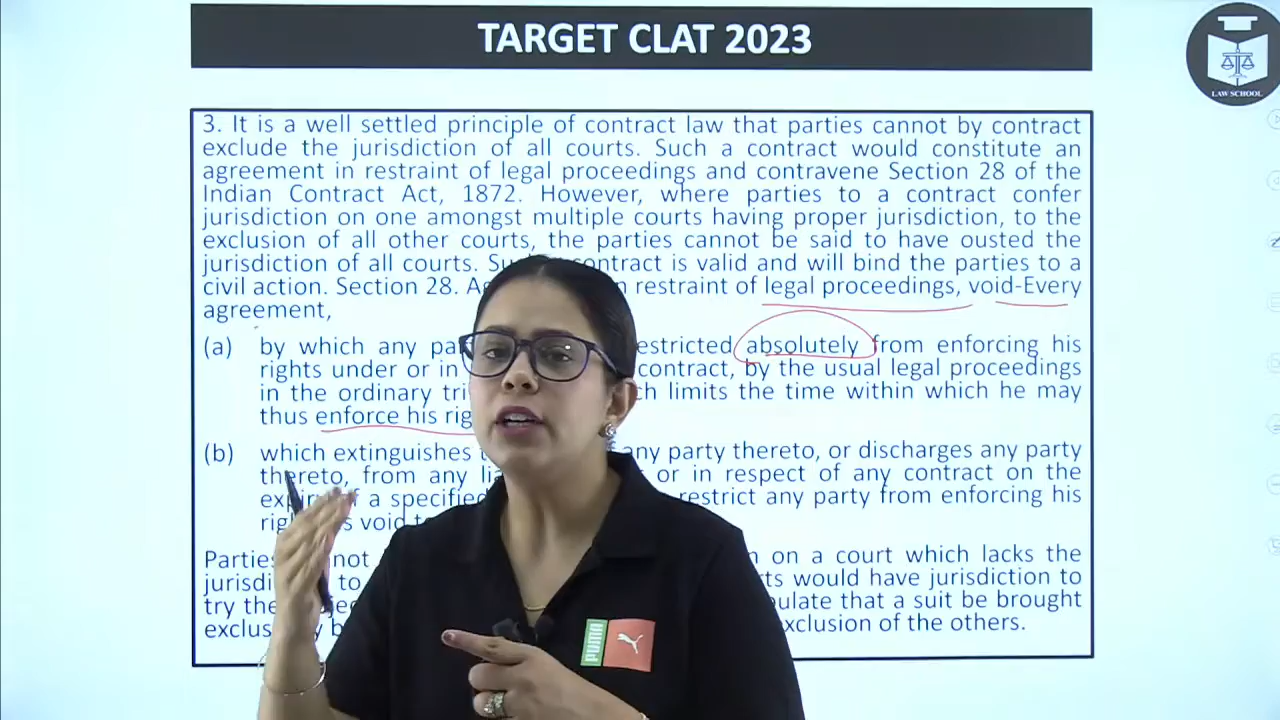 TARGET CLAT 2023
LAW SCHOOL
3. It is a well settled principle of contract law that parties cannot by contract
exclude the jurisdiction of all courts. Such a contract would constitute an
agreement in restraint of legal proceedings and contravene Section 28 of the
Indian Contract Act, 1872. However, where parties to a contract confer
jurisdiction on one amongst multiple courts having proper jurisdiction, to the
exclusion of all other courts, the parties cannot be said to have ousted the
jurisdiction of all courts. contract is valid and will bind the parties to a
civil action. Section 28. restraint of legal proceedings, void-Every
agreement,
(a) by which any absolutely from enforcing his
rights under or in contract, by the usual legal proceedings
in the ordinary limits the time within which he may
thus enforce his
(b) which extinguishes any party thereto, or discharges any party
thereto, from any or in respect of any contract on the
a specified restrict any party from enforcing his
void
Parties on a court which lacks the
to would have jurisdiction to
try that a suit be brought
exclusion of the others.
PUMA